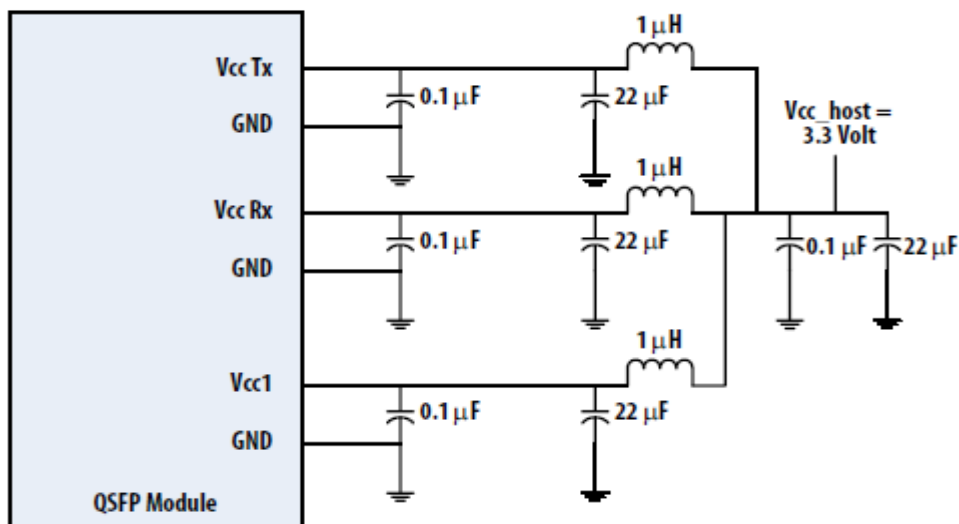 1 μH
Vcc Tx
0.1 μF
22 μF
GND
Vcc_host =
3.3 Volt
1 μH
Vcc Rx
0.1 μF
22 μF
0.1 μF
22 μF
GND
1 μH
Vcc1
0.1 μF
22 μF
GND
QSFP Module